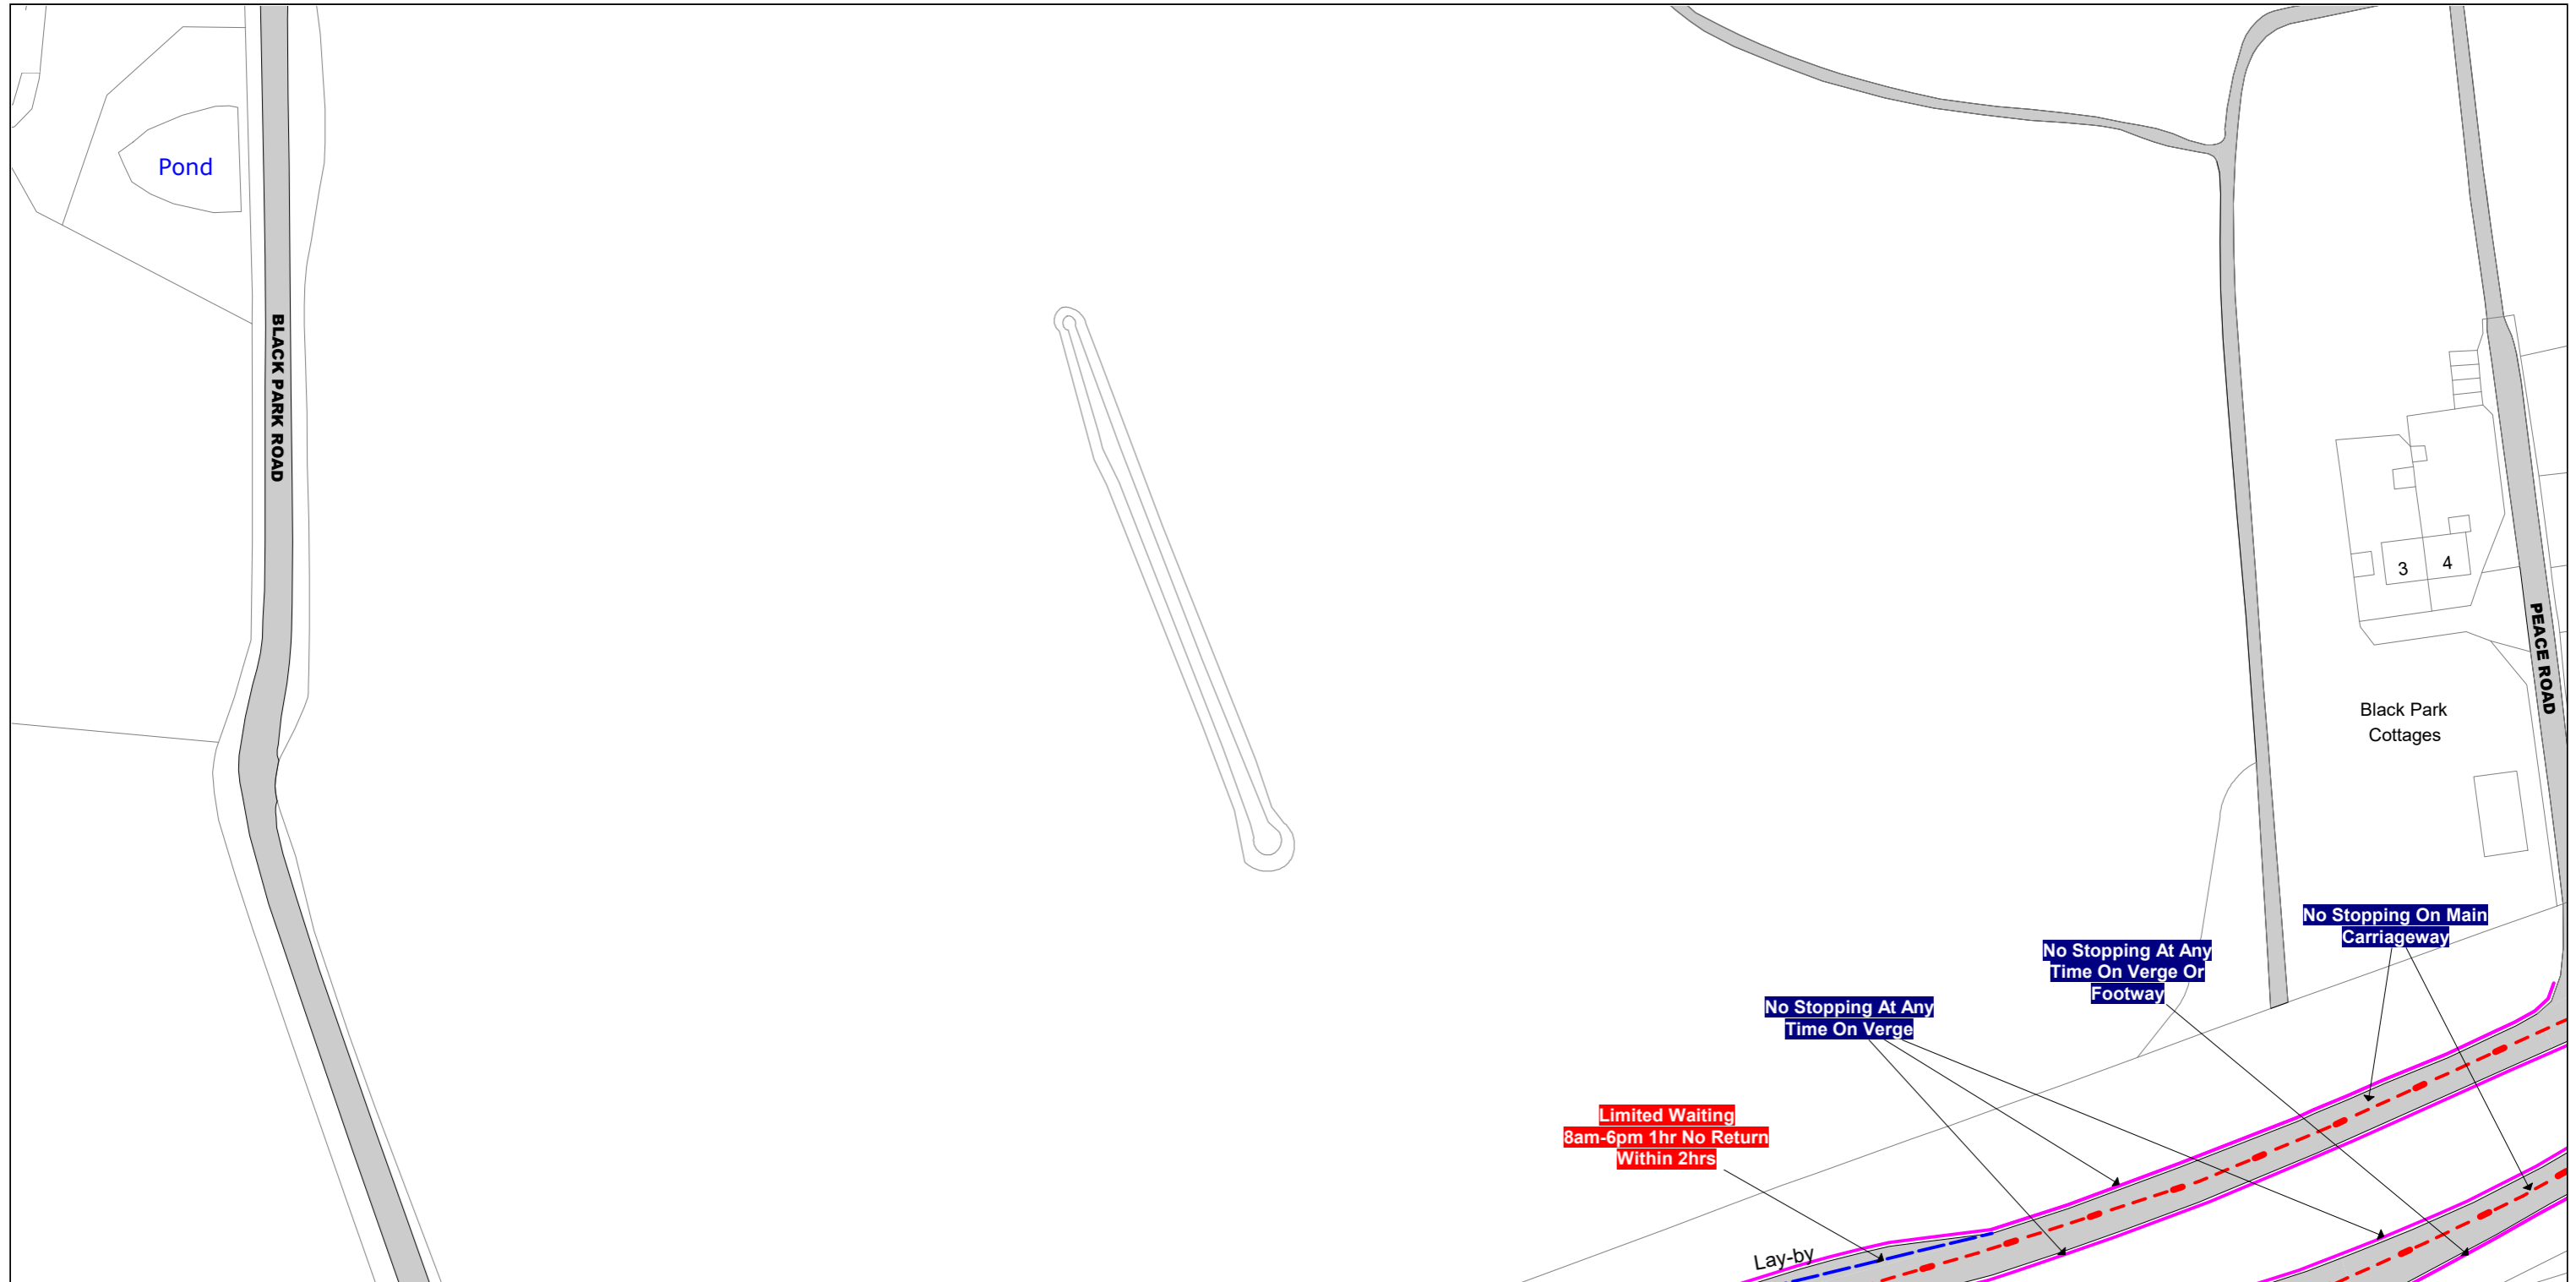 Pond
BLACK PARK ROAD
3
4
PEACE ROAD
Black Park
Cottages
No Stopping On Main
Carriageway
No Stopping At Any
Time On Verge Or
Footway
No Stopping At Any
Time On Verge
Limited Waiting
8am-6pm 1hr No Return
Within 2hrs
Lay-by